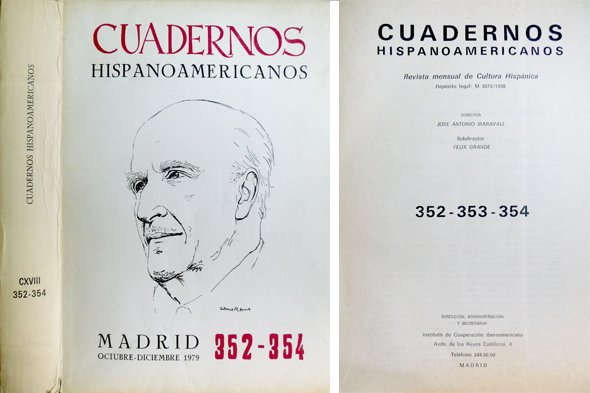 CUADERNOS HISPANOAMERICANOS
CXVIII
352-354
CUADERNOS
HISPANOAMERICANOS
MADRID
OCTUBRE-DICIEMBRE 1979
352-354
CUADERNOS
HISPANOAMERICANOS
Revista mensual de Cultura Hispánica
Depósito legal: M 3875/1958
DIRECTOR
JOSE ANTONIO MARAVALL
Subdirector
FELIX GRANDE
352-353-354
DIRECCION, ADMINISTRACION
Y SECRETARIA:
Instituto de Cooperación Iberoamericana
Avda. de los Reyes Católicos, 4
Teléfono 244 06 00
MADRID